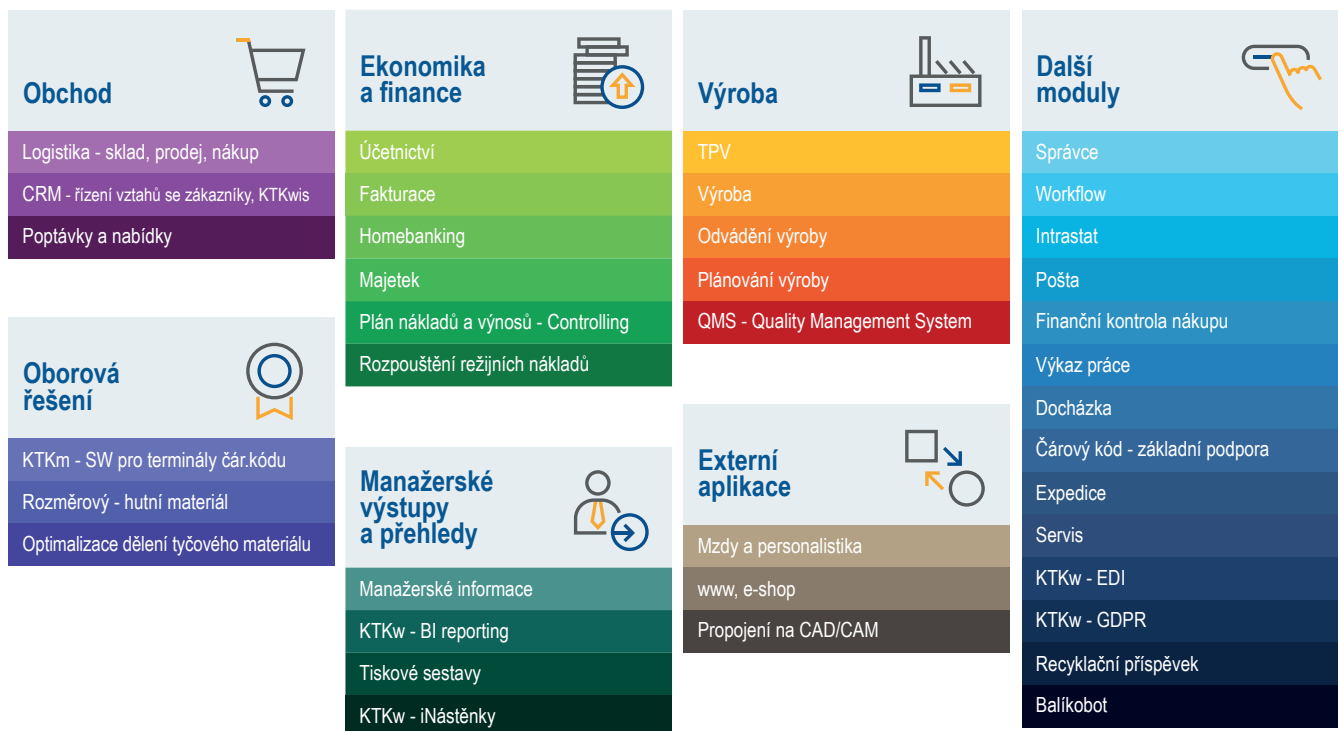 Obchod
Logistika - sklad, prodej, nákup
CRM - řízení vztahů se zákazníky, KTKwis
Poptávky a nabídky
Oborová
řešení
KTKm - SW pro terminály čár.kódu
Rozměrový - hutní materiál
Optimalizace dělení tyčového materiálu
Ekonomika
a finance
Účetnictví
Fakturace
Homebanking
Majetek
Plán nákladů a výnosů - Controlling
Rozpouštění režijních nákladů
Manažerské
výstupy
a přehledy
Manažerské informace
KTKw - BI reporting
Tiskové sestavy
KTKw - iNástěnky
Výroba
TPV
Výroba
Odvádění výroby
Plánování výroby
QMS - Quality Management System
Externí
aplikace
Mzdy a personalistika
www, e-shop
Propojení na CAD/CAM
Další
moduly
Správce
Workflow
Intrastat
Pošta
Finanční kontrola nákupu
Výkaz práce
Docházka
Čárový kód - základní podpora
Expedice
Servis
KTKw - EDI
KTKw - GDPR
Recyklační příspěvek
Balíkobot